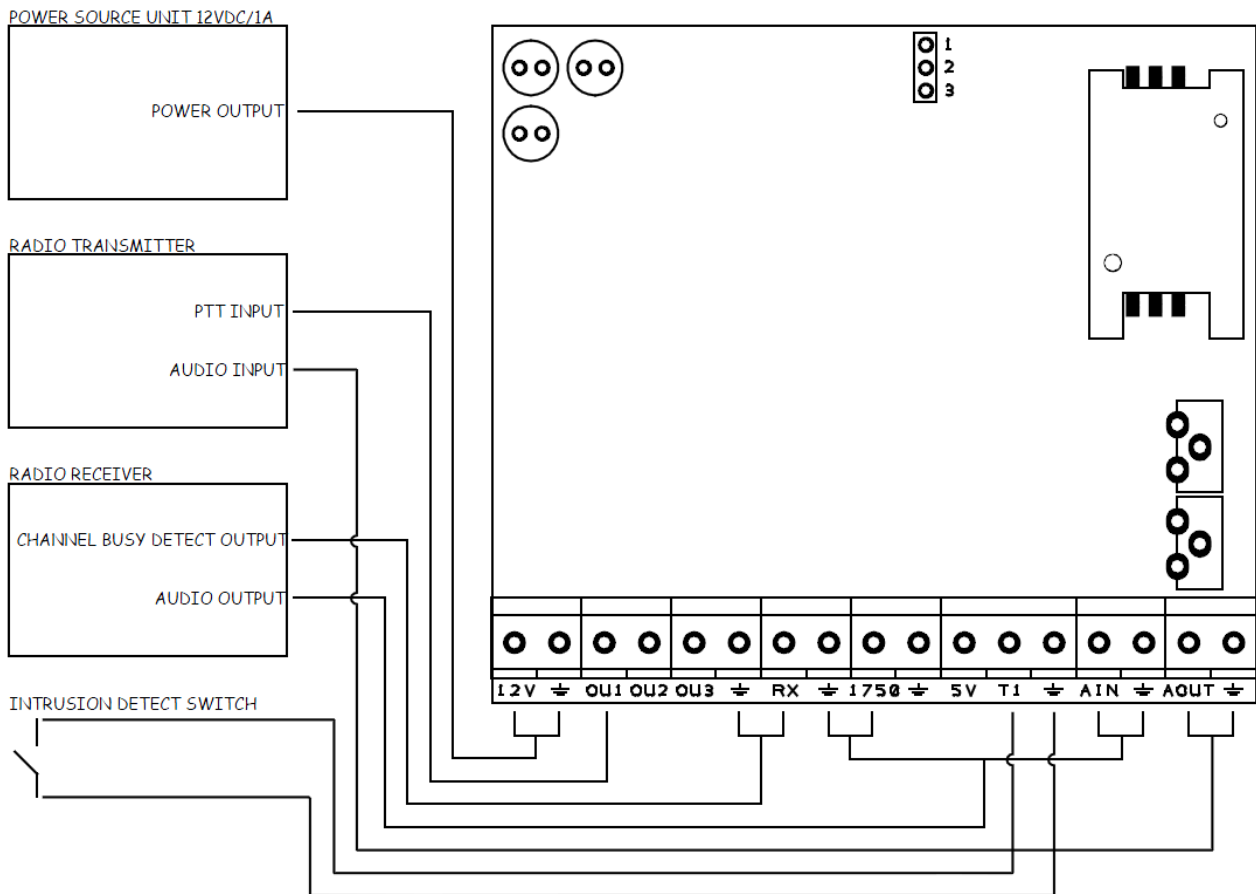 POWER SOURCE UNIT 12VDC/1A
POWER OUTPUT
RADIO TRANSMITTER
PTT INPUT
AUDIO INPUT
RADIO RECEIVER
CHANNEL BUSY DETECT OUTPUT
AUDIO OUTPUT
INTRUSION DETECT SWITCH
1
2
3
12V OU1 OU2 OU3 RX 1750 5V T1 AIN AOUT